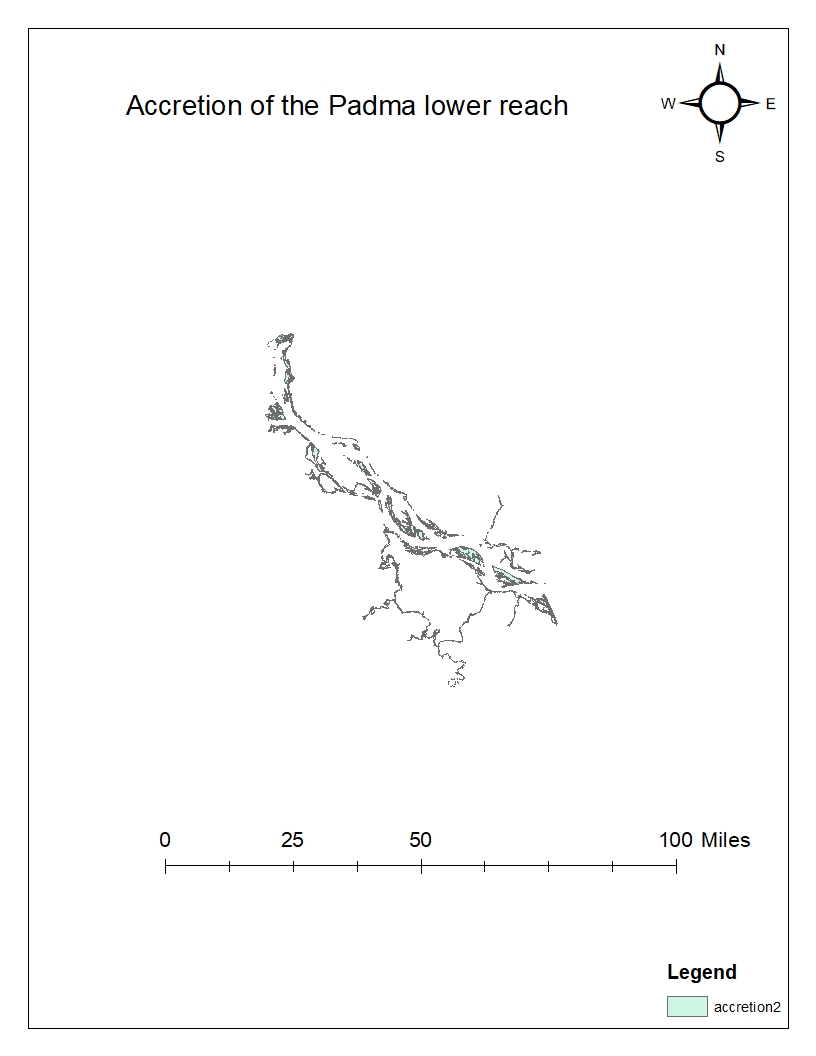 N
Accretion of the Padma lower reach
W E
S
0 25 50 100 Miles
Legend
accretion2